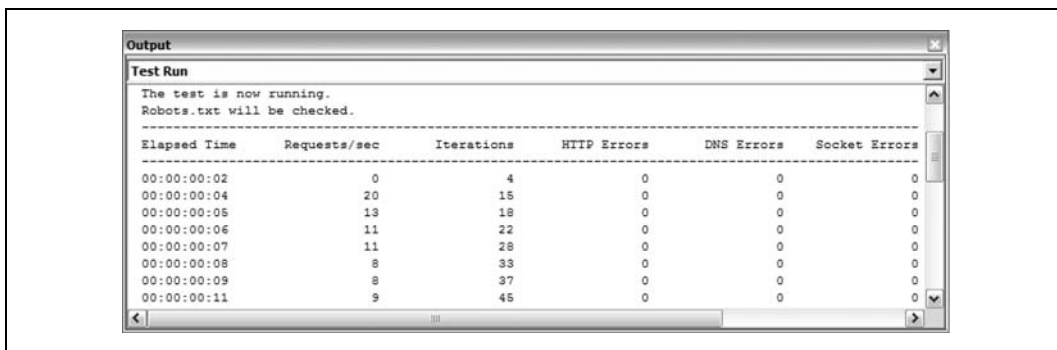 Output
Test Run
The test is now running.
Robots.txt will be checked.
--------------------------------------------------------------------------------
Elapsed Time Requests/sec Iterations HTTP Errors DNS Errors Socket Errors
--------------------------------------------------------------------------------
00:00:00:02 0 4 0 0 0
00:00:00:04 20 15 0 0 0
00:00:00:05 13 18 0 0 0
00:00:00:06 11 22 0 0 0
00:00:00:07 11 28 0 0 0
00:00:00:08 8 33 0 0 0
00:00:00:09 8 37 0 0 0
00:00:00:11 9 45 0 0 0